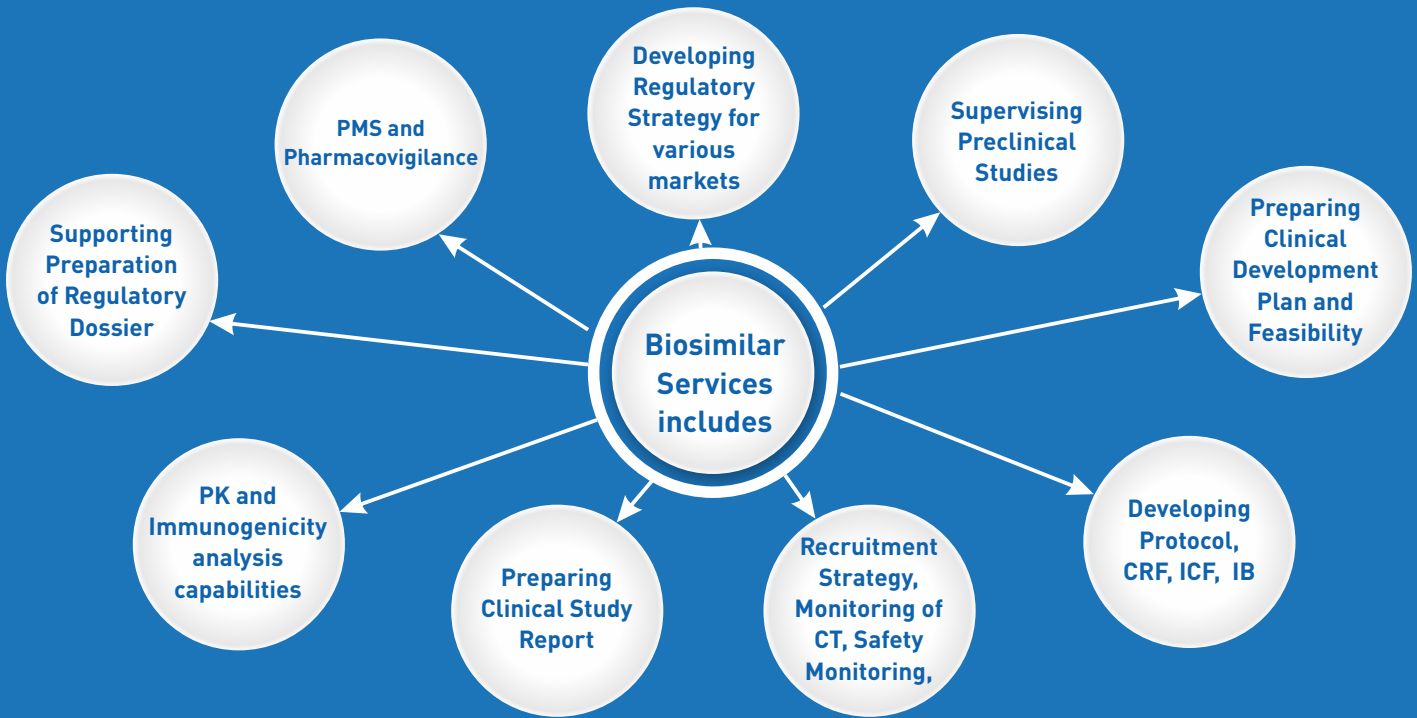 Developing
Regulatory
Strategy for
various
markets
Supervising
Preclinical
Studies
Preparing
Clinical
Development
Plan and
Feasibility
Developing
Protocol,
CRF, ICF,  IB
Recruitment
Strategy,
Monitoring of
CT, Safety
Monitoring,
Preparing
Clinical Study
Report
PK and
Immunogenicity
analysis
capabilities
Supporting
Preparation
of Regulatory
Dossier
PMS and
Pharmacovigilance
Biosimilar
Services
includes